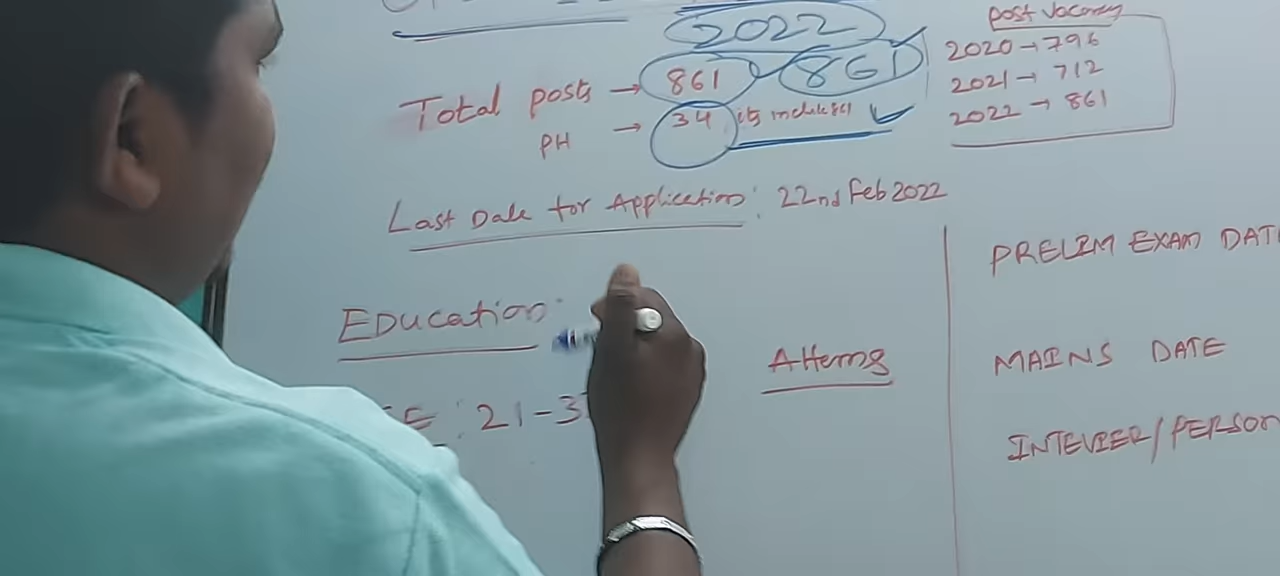 2022
Total posts → 861 861
PH → 34 its include 861
post vacancy
2020 → 796
2021 → 712
2022 → 861
Last Date for Application: 22nd Feb 2022
Education:
21-3
Attemps
PRELIM EXAM DAT
MAINS DATE
INTEVIER/PERSON